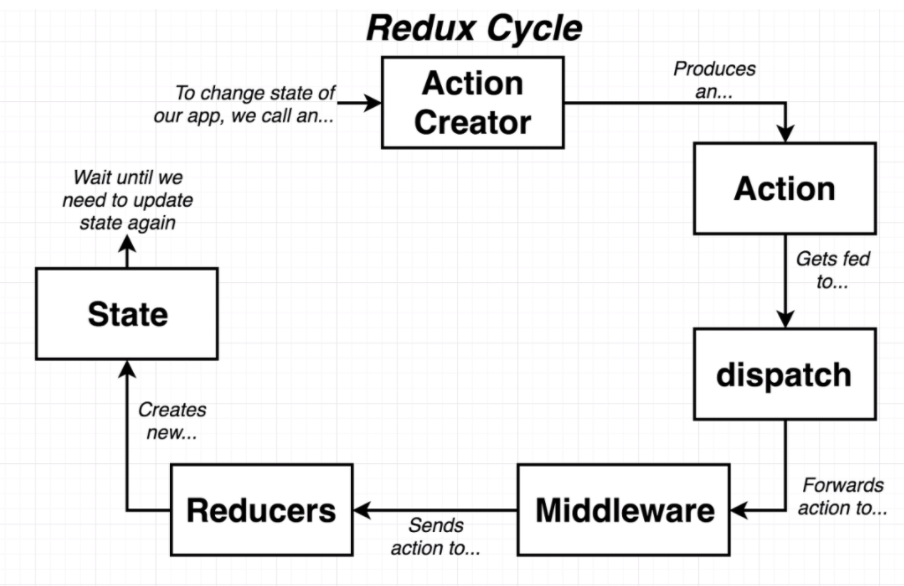 Redux Cycle
To change state of
our app, we call an...
Action
Creator
Produces
an...
Action
Gets fed
to...
dispatch
Forwards
action to...
Middleware
Sends
action to...
Reducers
Creates
new...
State
Wait until we
need to update
state again